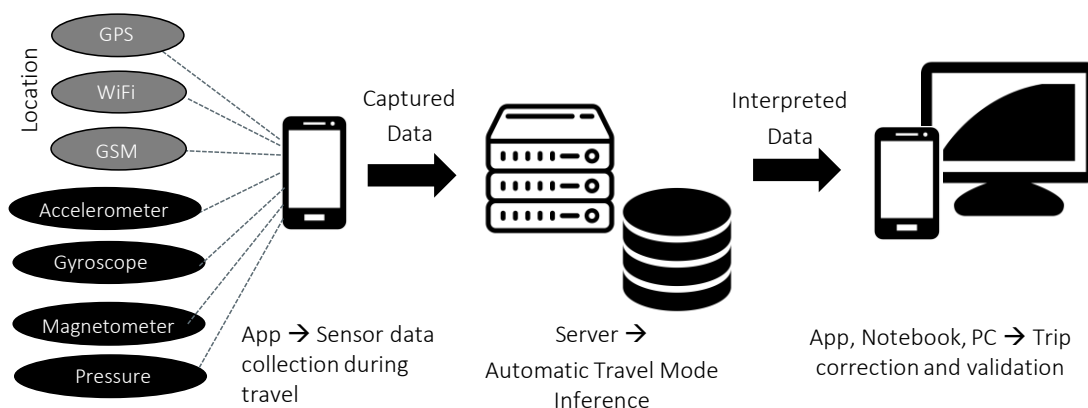 Location
GPS
WiFi
GSM
Accelerometer
Gyroscope
Magnetometer
Pressure
App → Sensor data
collection during
travel
Captured
Data
Server →
Automatic Travel Mode
Inference
Interpreted
Data
App, Notebook, PC → Trip
correction and validation